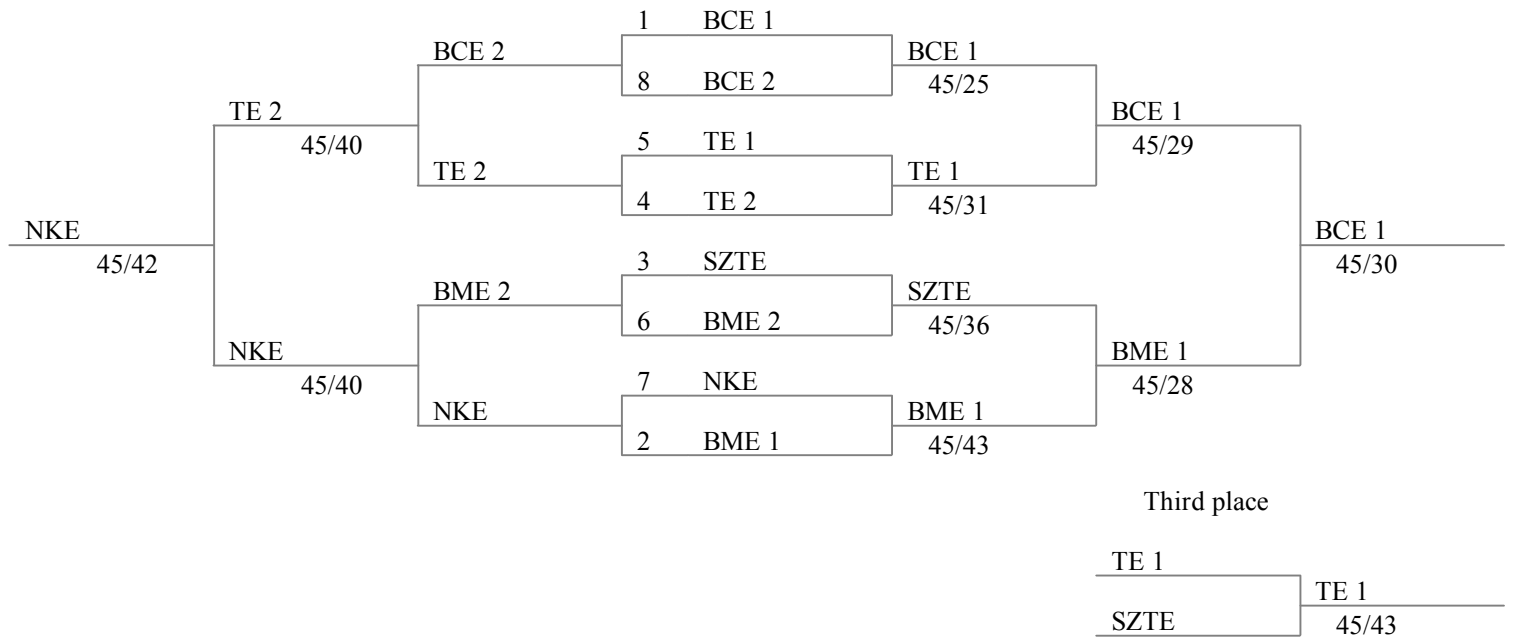 1 BCE 1
BCE 2 BCE 1
8 BCE 2 45/25
TE 2 BCE 1
45/40 5 TE 1 45/29
TE 2 TE 1
4 TE 2 45/31
NKE BCE 1
45/42 3 SZTE 45/30
BME 2 SZTE
6 BME 2 45/36
NKE BME 1
45/40 7 NKE 45/28
NKE BME 1
2 BME 1 45/43
Third place
TE 1
TE 1
SZTE 45/43